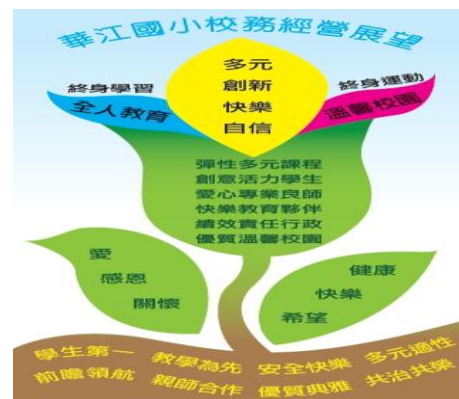 華江國小校務經營展望
多元
創新
快樂
自信
終身學習
全人教育
終身運動
溫馨校園
彈性多元課程
創意活力學生
愛心專業良師
快樂教育夥伴
績效責任行政
優質溫馨校園
愛
感恩
關懷
健康
快樂
希望
學生第一 教學為先 安全快樂 多元適性
前瞻領航 親師合作 優質典雅 共治共榮